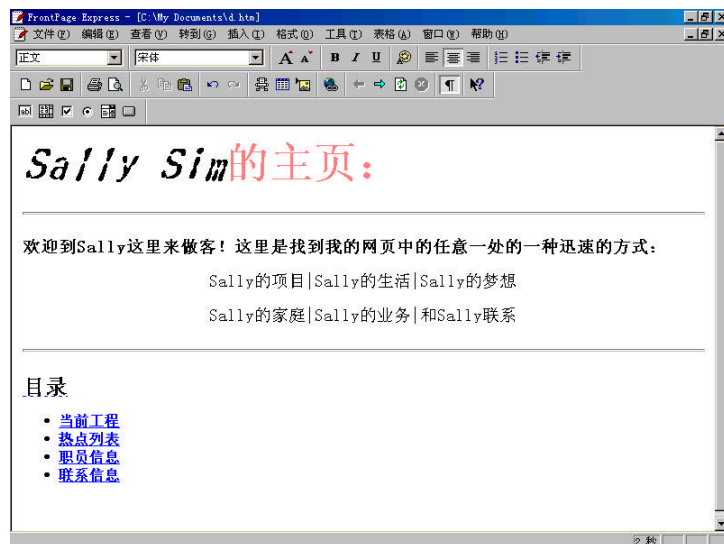 FrontPage Express - [C:\My Documents\d.htm]
文件(F) 编辑(E) 查看(V) 转到(G) 插入(I) 格式(O) 工具(T) 表格(A) 窗口(W) 帮助(H)
正文 宋体 A A B I U
ab
Sally Sim的主页:
欢迎到Sally这里来做客! 这里是找到我的网页中的任意一处的一种迅速的方式:
Sally的项目|Sally的生活|Sally的梦想
Sally的家庭|Sally的业务|和Sally联系
目录
• 当前工程
• 热点列表
• 职员信息
• 联系信息
2 秒